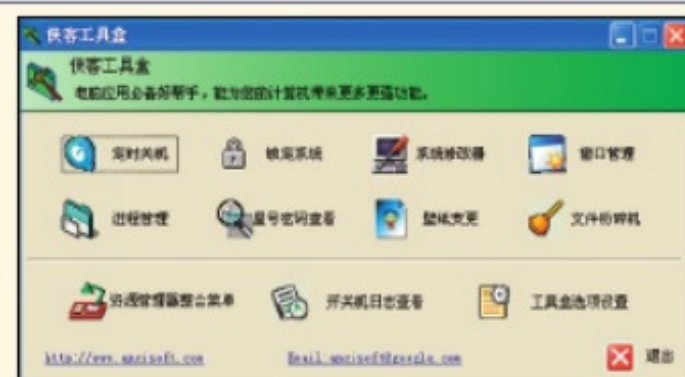 侠客工具盒
侠客工具盒
电脑应用必备好帮手，能为您的计算机带来更多更强功能。
定时关机 锁定系统 系统修改器 窗口管理
进程管理 星号密码查看 壁纸变更 文件粉碎机
资源管理器整合菜单 开关机日志查看 工具盒选项设置
退出